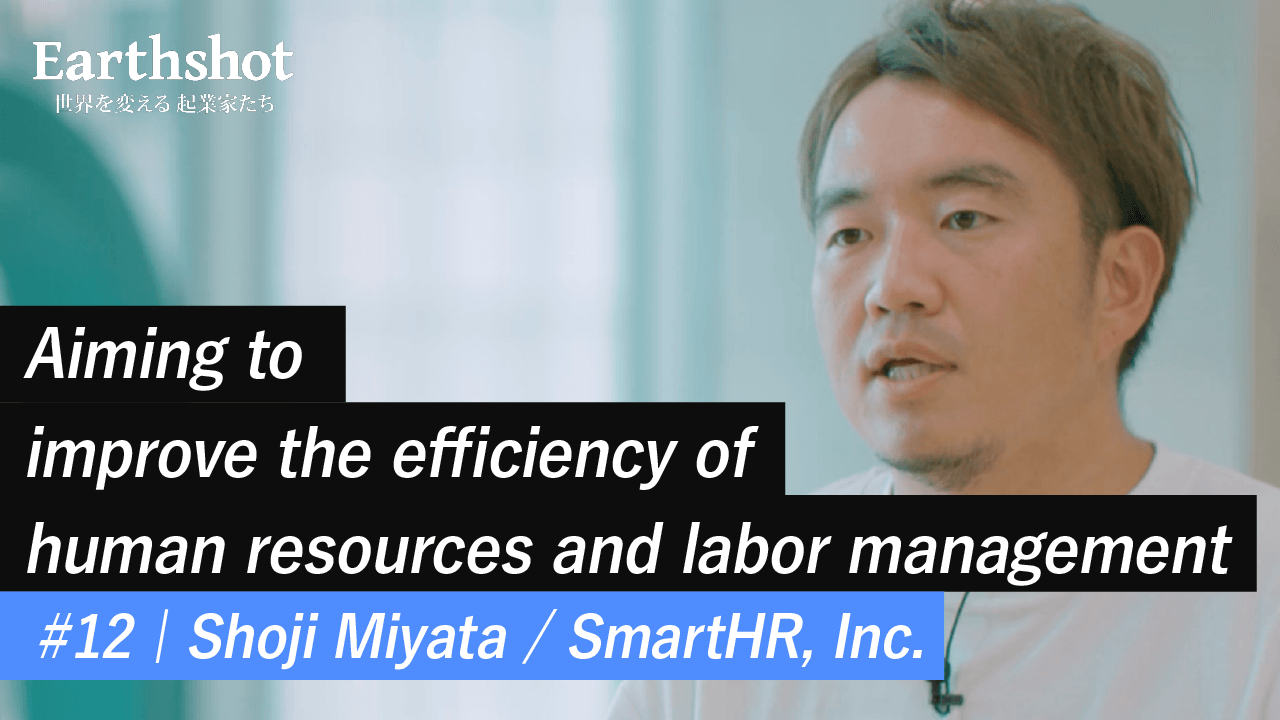 Earthshot
世界を変える 起業家たち
Aiming to
improve the efficiency of
human resources and labor management
#12 | Shoji Miyata / SmartHR, Inc.